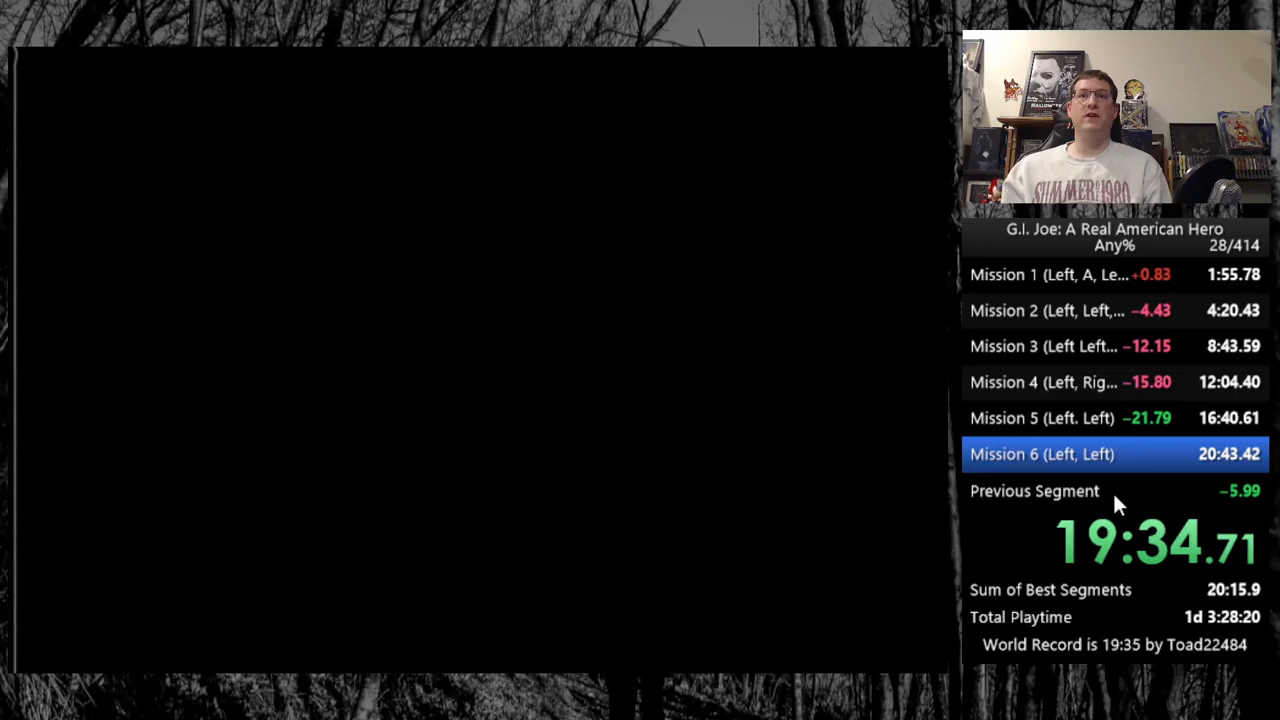 HALLOWEEN
SUMMER OF 1980
G.I. Joe: A Real American Hero
Any% 28/414
Mission 1 (Left, A, Le... +0.83 1:55.78
Mission 2 (Left, Left,... −4.43 4:20.43
Mission 3 (Left Left... −12.15 8:43.59
Mission 4 (Left, Rig... −15.80 12:04.40
Mission 5 (Left. Left) −21.79 16:40.61
Mission 6 (Left, Left) 20:43.42
Previous Segment −5.99
19:34.71
Sum of Best Segments 20:15.9
Total Playtime 1d 3:28:20
World Record is 19:35 by Toad22484